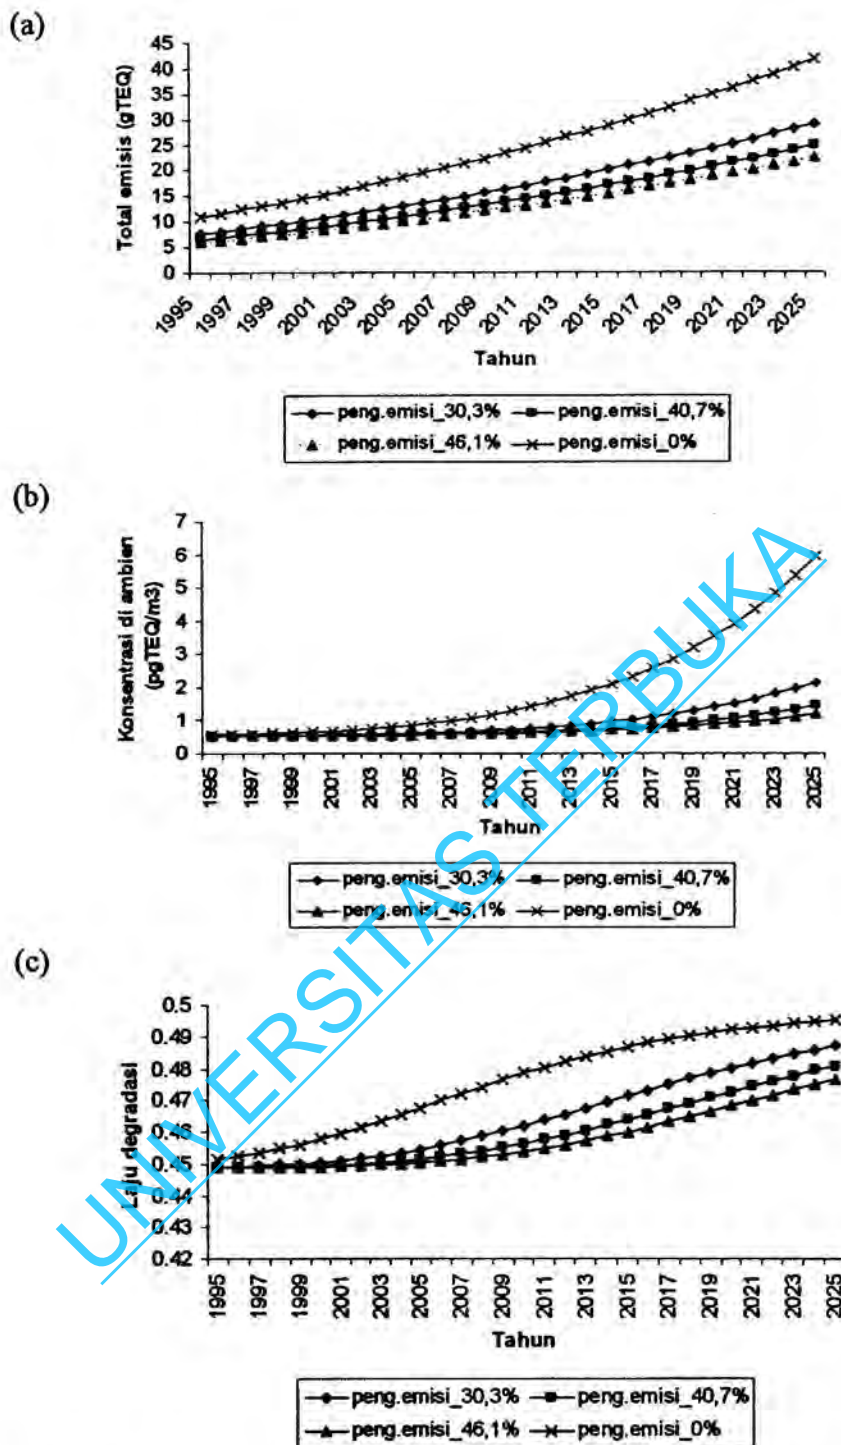 (a)
Total emisis (gTEQ)
45
40
35
30
25
20
15
10
5
0
1995 1997 1999 2001 2003 2005 2007 2009 2011 2013 2015 2017 2019 2021 2023 2025
Tahun
peng.emisi_30,3% peng.emisi_40,7%
peng.emisi_46,1% peng.emisi_0%
(b)
Konsentrasi di ambien
(pgTEQ/m3)
7
6
5
4
3
2
1
0
1995 1997 1999 2001 2003 2005 2007 2009 2011 2013 2015 2017 2019 2021 2023 2025
Tahun
peng.emisi_30,3% peng.emisi_40,7%
peng.emisi_46,1% peng.emisi_0%
(c)
Laju degradasi
0.5
0.49
0.48
0.47
0.46
0.45
0.44
0.43
0.42
1995 1997 1999 2001 2003 2005 2007 2009 2011 2013 2015 2017 2019 2021 2023 2025
Tahun
peng.emisi_30,3% peng.emisi_40,7%
peng.emisi_46,1% peng.emisi_0%
UNIVERSITAS TERBUKA